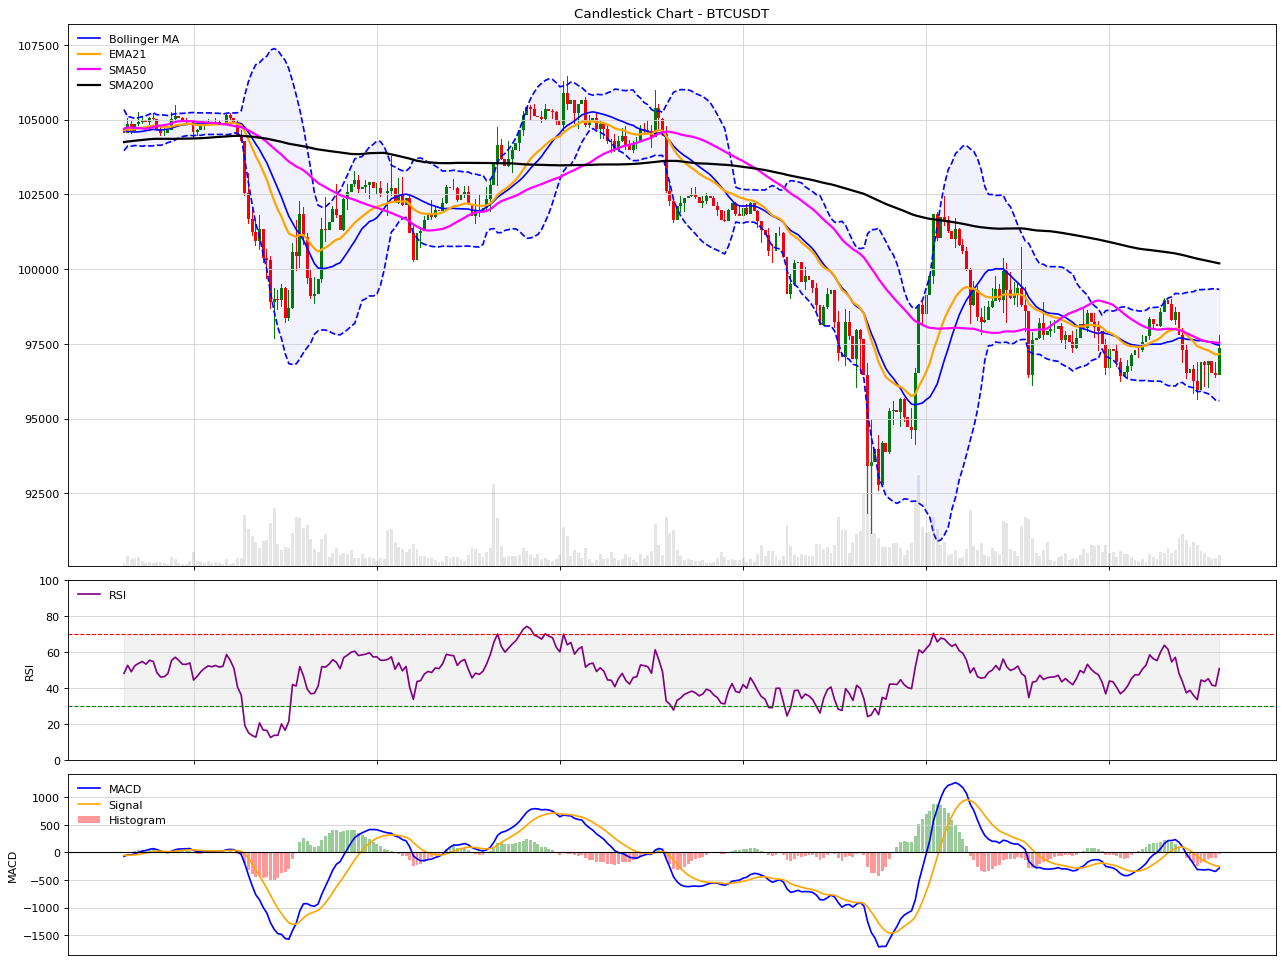 Candlestick Chart - BTCUSDT
Bollinger MA
EMA21
SMA50
SMA200
107500
105000
102500
100000
97500
95000
92500
RSI
100
80
60
40
20
0
RSI
MACD
Signal
Histogram
1000
500
0
−500
−1000
−1500
MACD